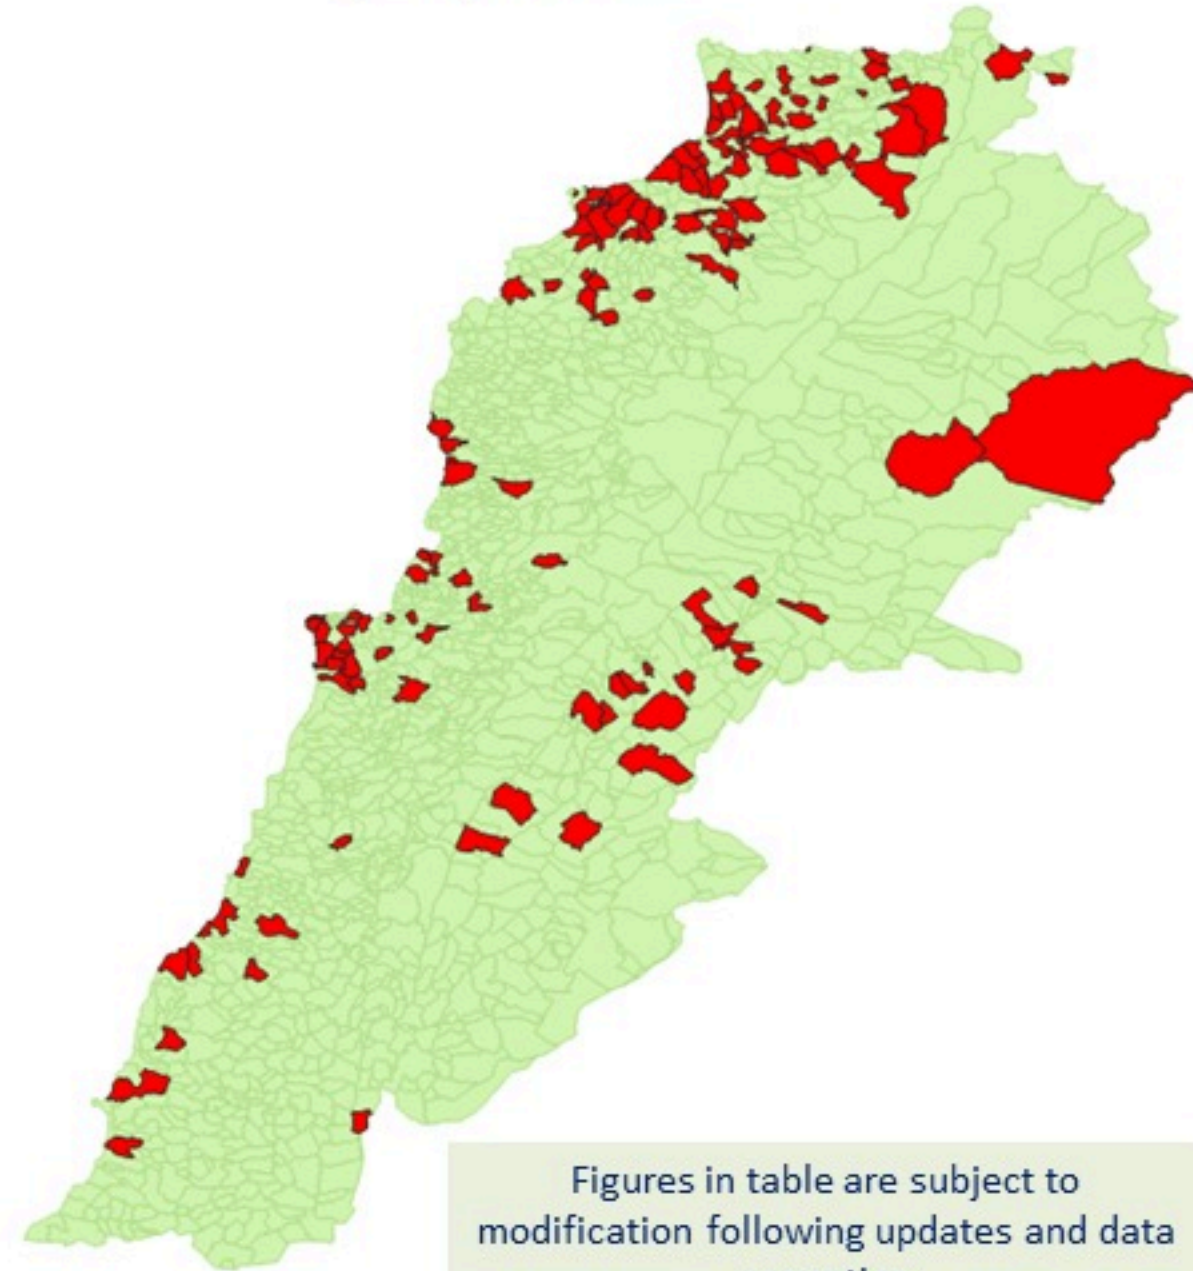 Figures in table are subject to
modification following updates and data